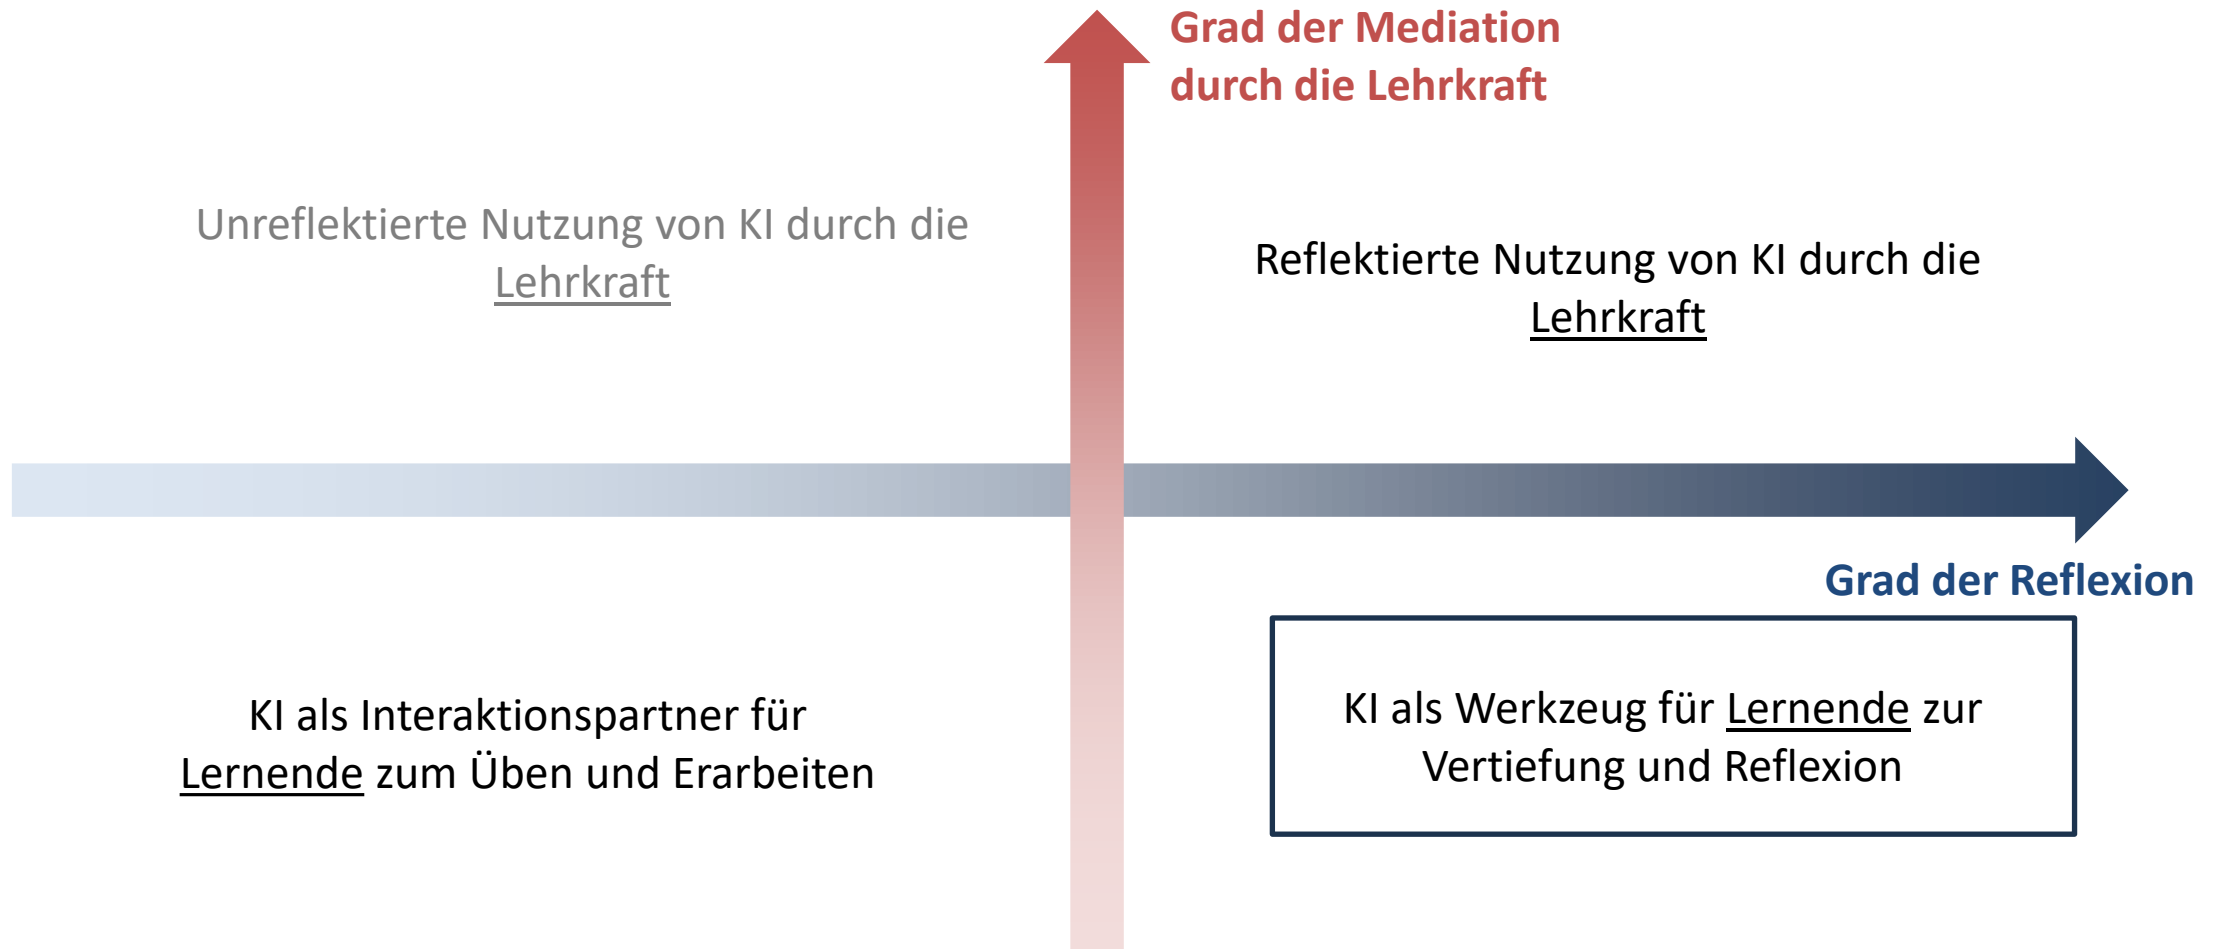 Grad der Mediation
durch die Lehrkraft
Unreflektierte Nutzung von KI durch die
Lehrkraft
Reflektierte Nutzung von KI durch die
Lehrkraft
Grad der Reflexion
KI als Interaktionspartner für
Lernende zum Üben und Erarbeiten
KI als Werkzeug für Lernende zur
Vertiefung und Reflexion